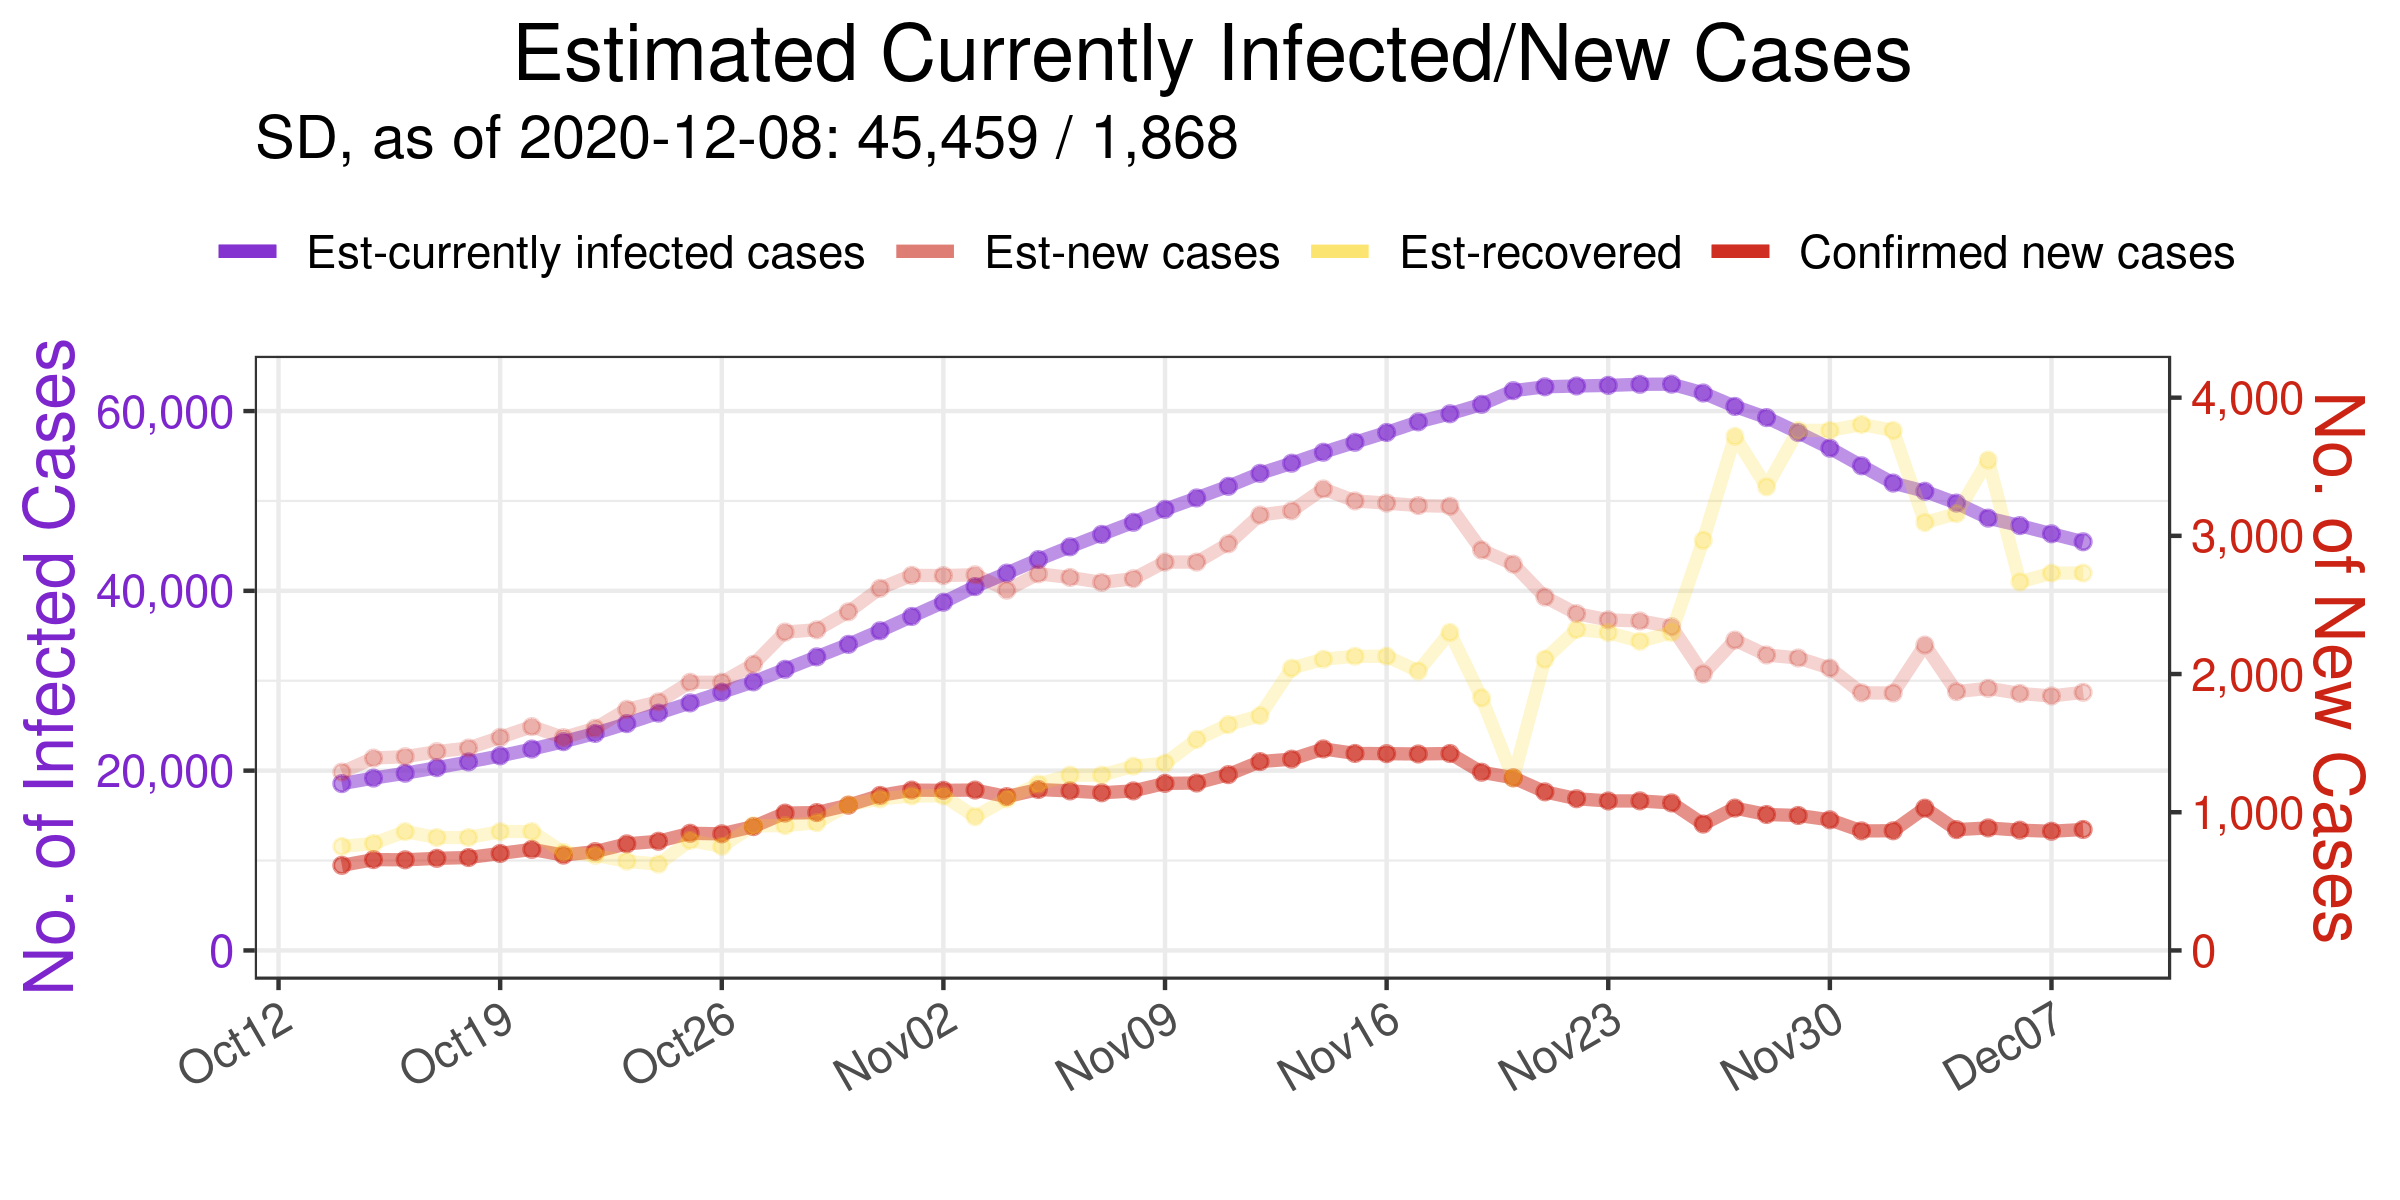 Estimated Currently Infected/New Cases
SD, as of 2020-12-08: 45,459 / 1,868
Est-currently infected cases Est-new cases Est-recovered Confirmed new cases
No. of Infected Cases
60,000
40,000
20,000
0
4,000
3,000
2,000
1,000
0
No. of New Cases
Oct12 Oct19 Oct26 Nov02 Nov09 Nov16 Nov23 Nov30 Dec07